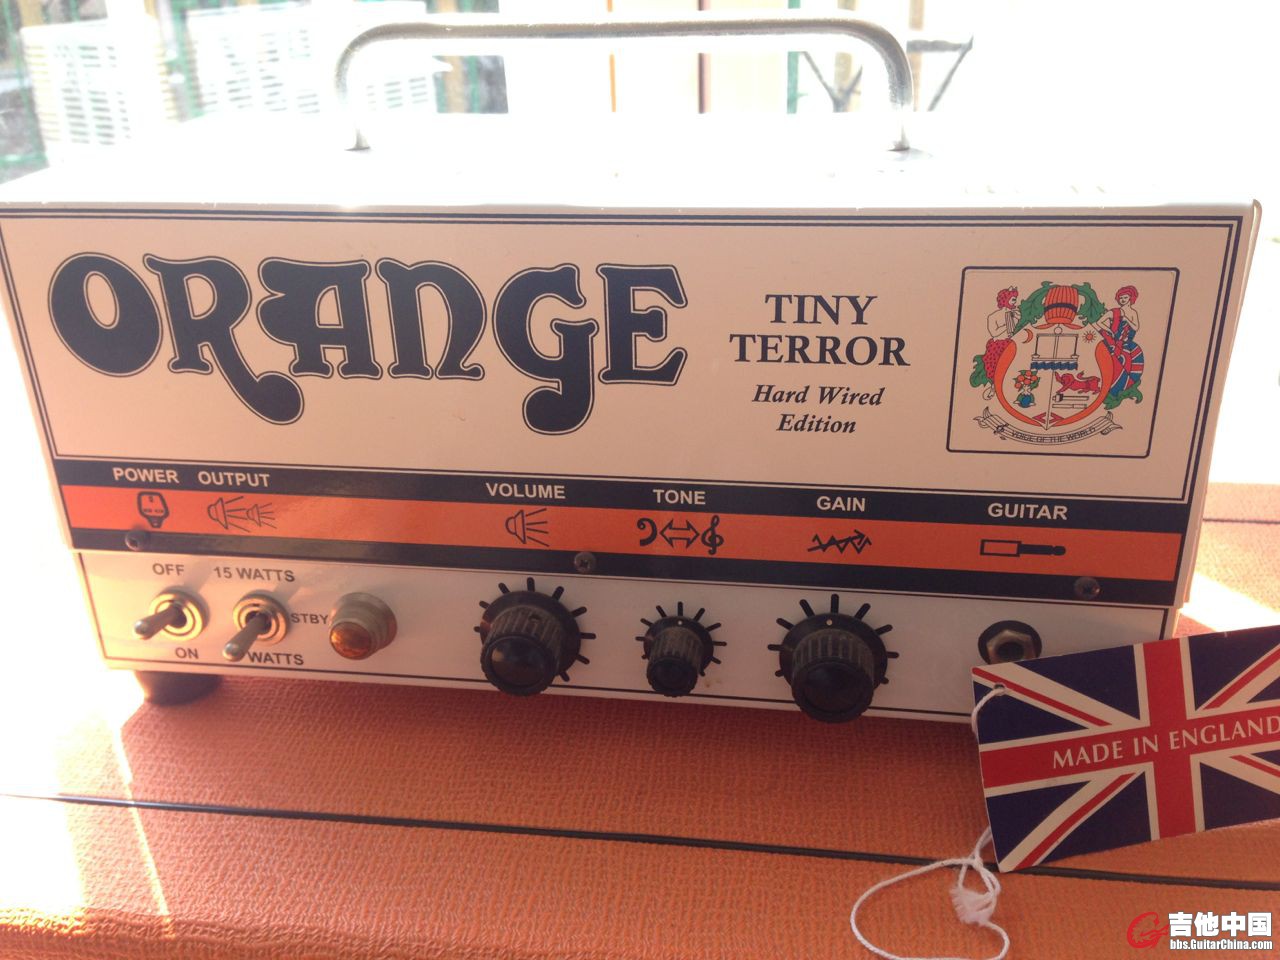 ORANGE
TINY
TERROR
Hard Wired
Edition
VOICE OF THE WORLD
POWER OUTPUT VOLUME TONE GAIN GUITAR
OFF 15 WATTS
STBY
ON WATTS
MADE IN ENGLAND
吉他中国
bbs.GuitarChina.com